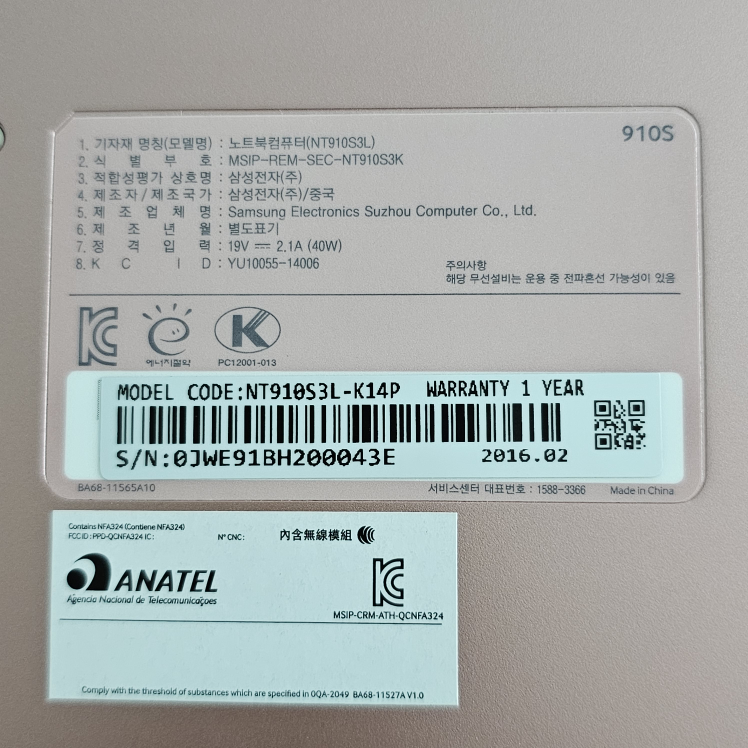 910S
1. 기자재 명칭(모델명) : 노트북컴퓨터(NT910S3L)
2. 식 별 부 호 : MSIP-REM-SEC-NT910S3K
3. 적합성평가 상호명 : 삼성전자(주)
4. 제조자/제조국가 : 삼성전자(주)/중국
5. 제 조 업 체 명 : Samsung Electronics Suzhou Computer Co., Ltd.
6. 제 조 년 월 : 별도표기
7. 정 격 입 력 : 19V ⎓ 2.1A (40W)
8. K C I D : YU10055-14006
주의사항
해당 무선설비는 운용 중 전파혼선 가능성이 있음
에너지절약
K
PC12001-013
MODEL CODE:NT910S3L-K14P WARRANTY 1 YEAR
S/N:0JWE91BH200043E 2016.02
BA68-11565A10 서비스센터 대표번호 : 1588-3366 Made in China
Contains NFA324 (Contiene NFA324)
FCC ID : PPD-QCNFA324 IC : N° CNC : 內含無線模組
ANATEL
Agencia Nacional de Telecomunicaçoes
MSIP-CRM-ATH-QCNFA324
Comply with the threshold of substances which are specified in 0QA-2049 BA68-11527A V1.0